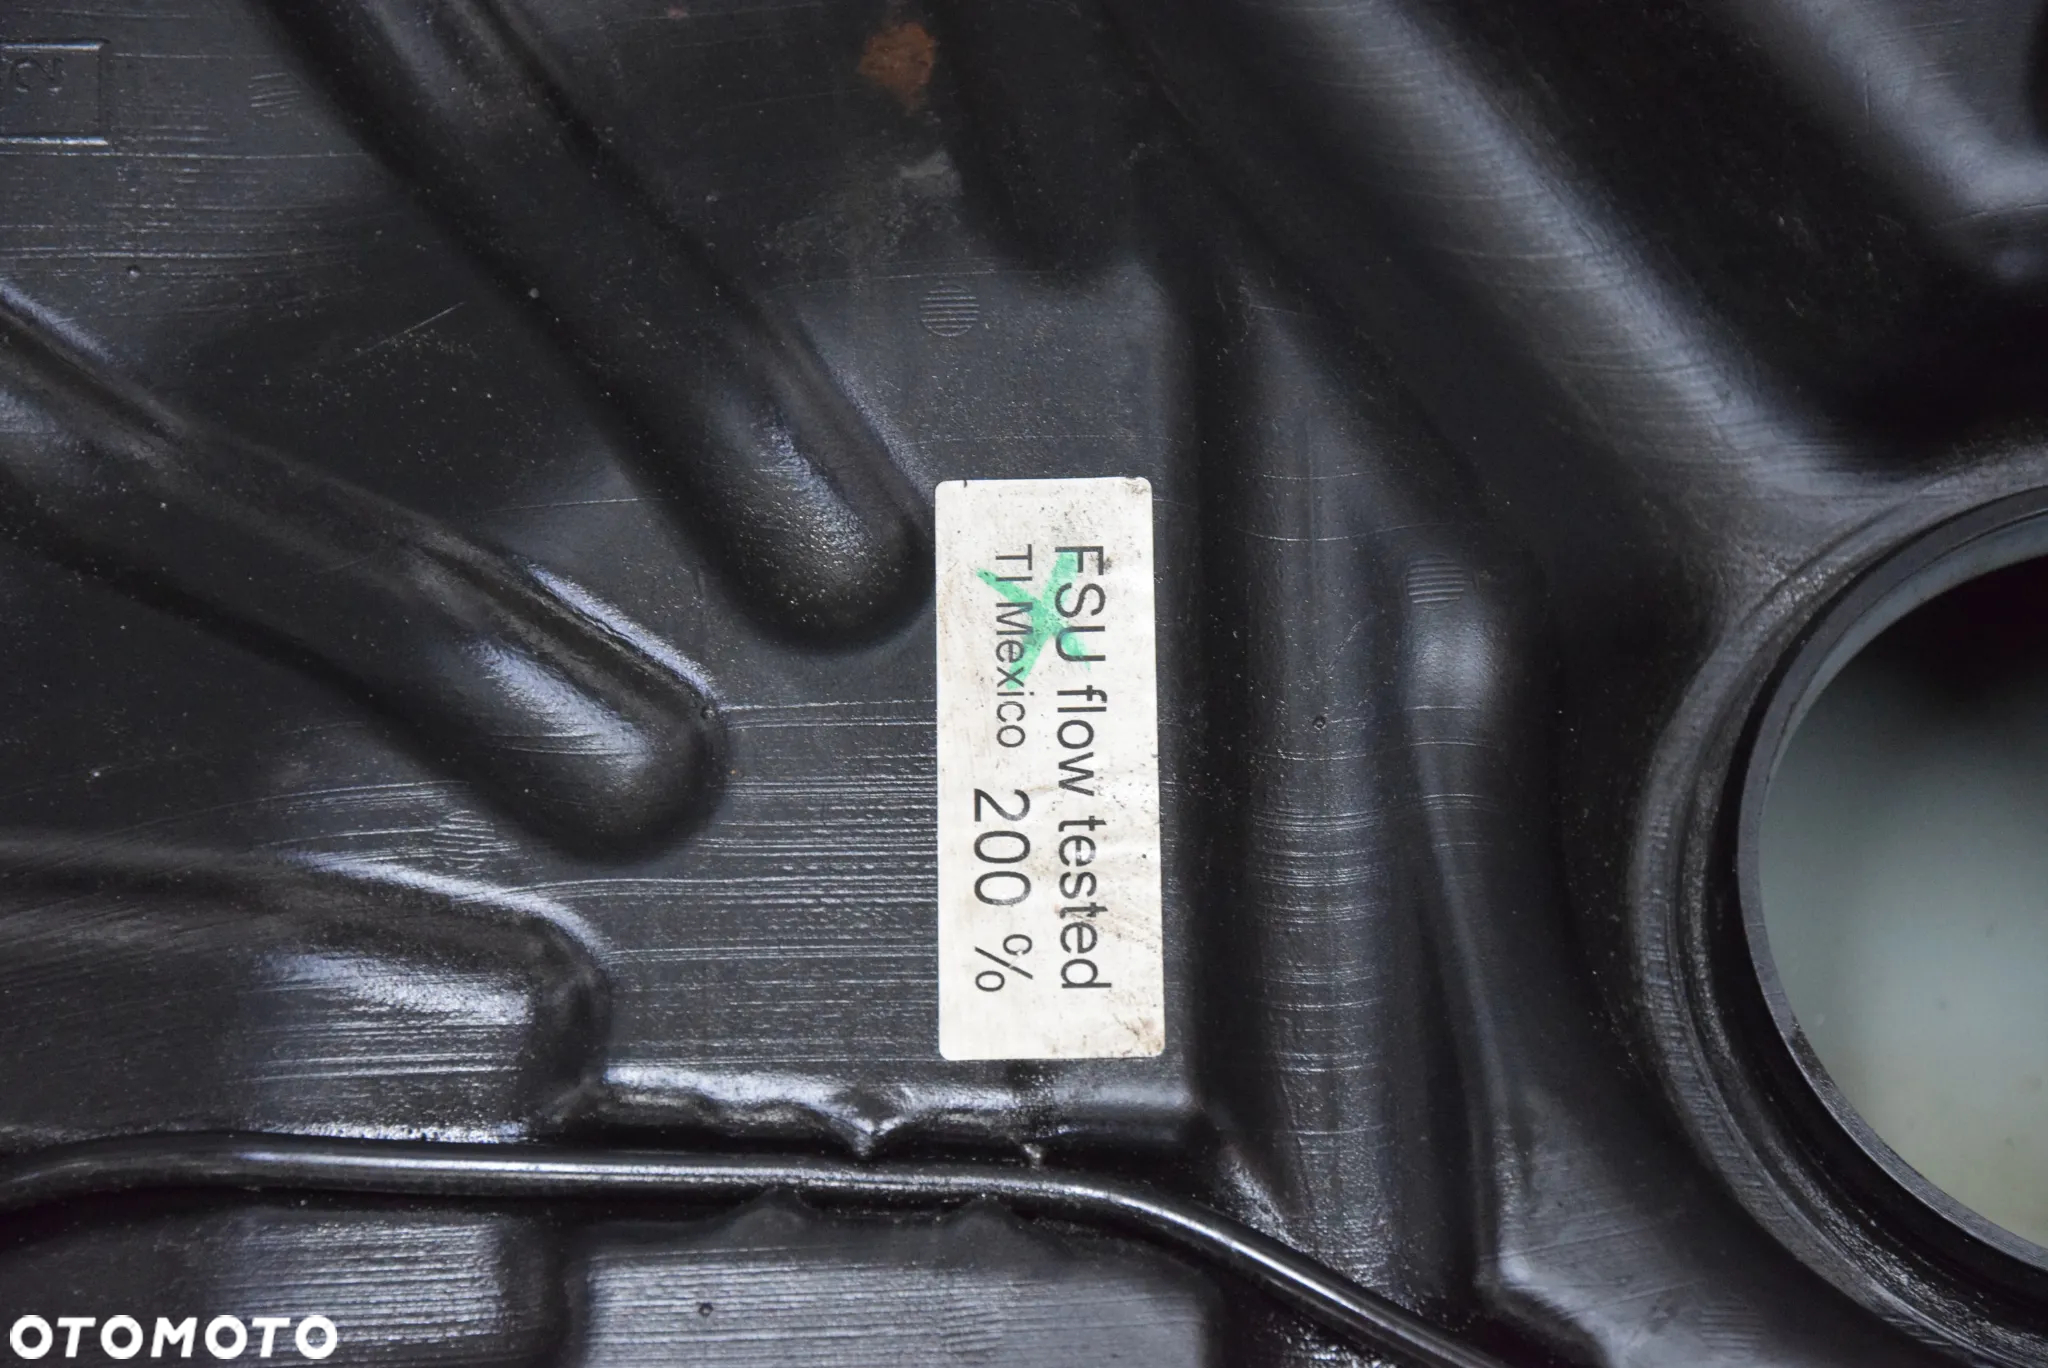 FSU flow tested
TI Mexico 200 %
OTOMOTO